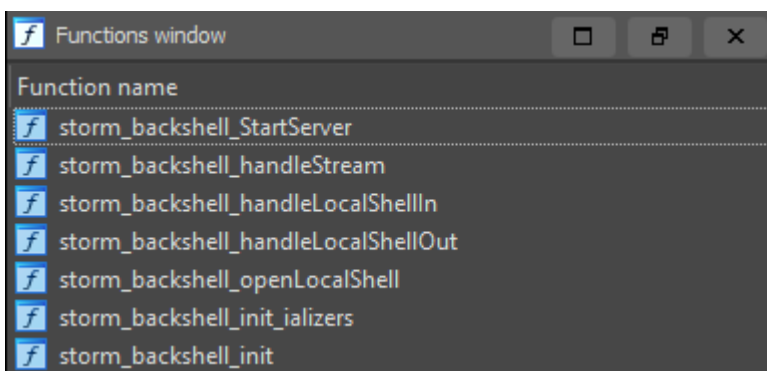 Functions window
Function name
storm_backshell_StartServer
storm_backshell_handleStream
storm_backshell_handleLocalShellIn
storm_backshell_handleLocalShellOut
storm_backshell_openLocalShell
storm_backshell_init_ializers
storm_backshell_init